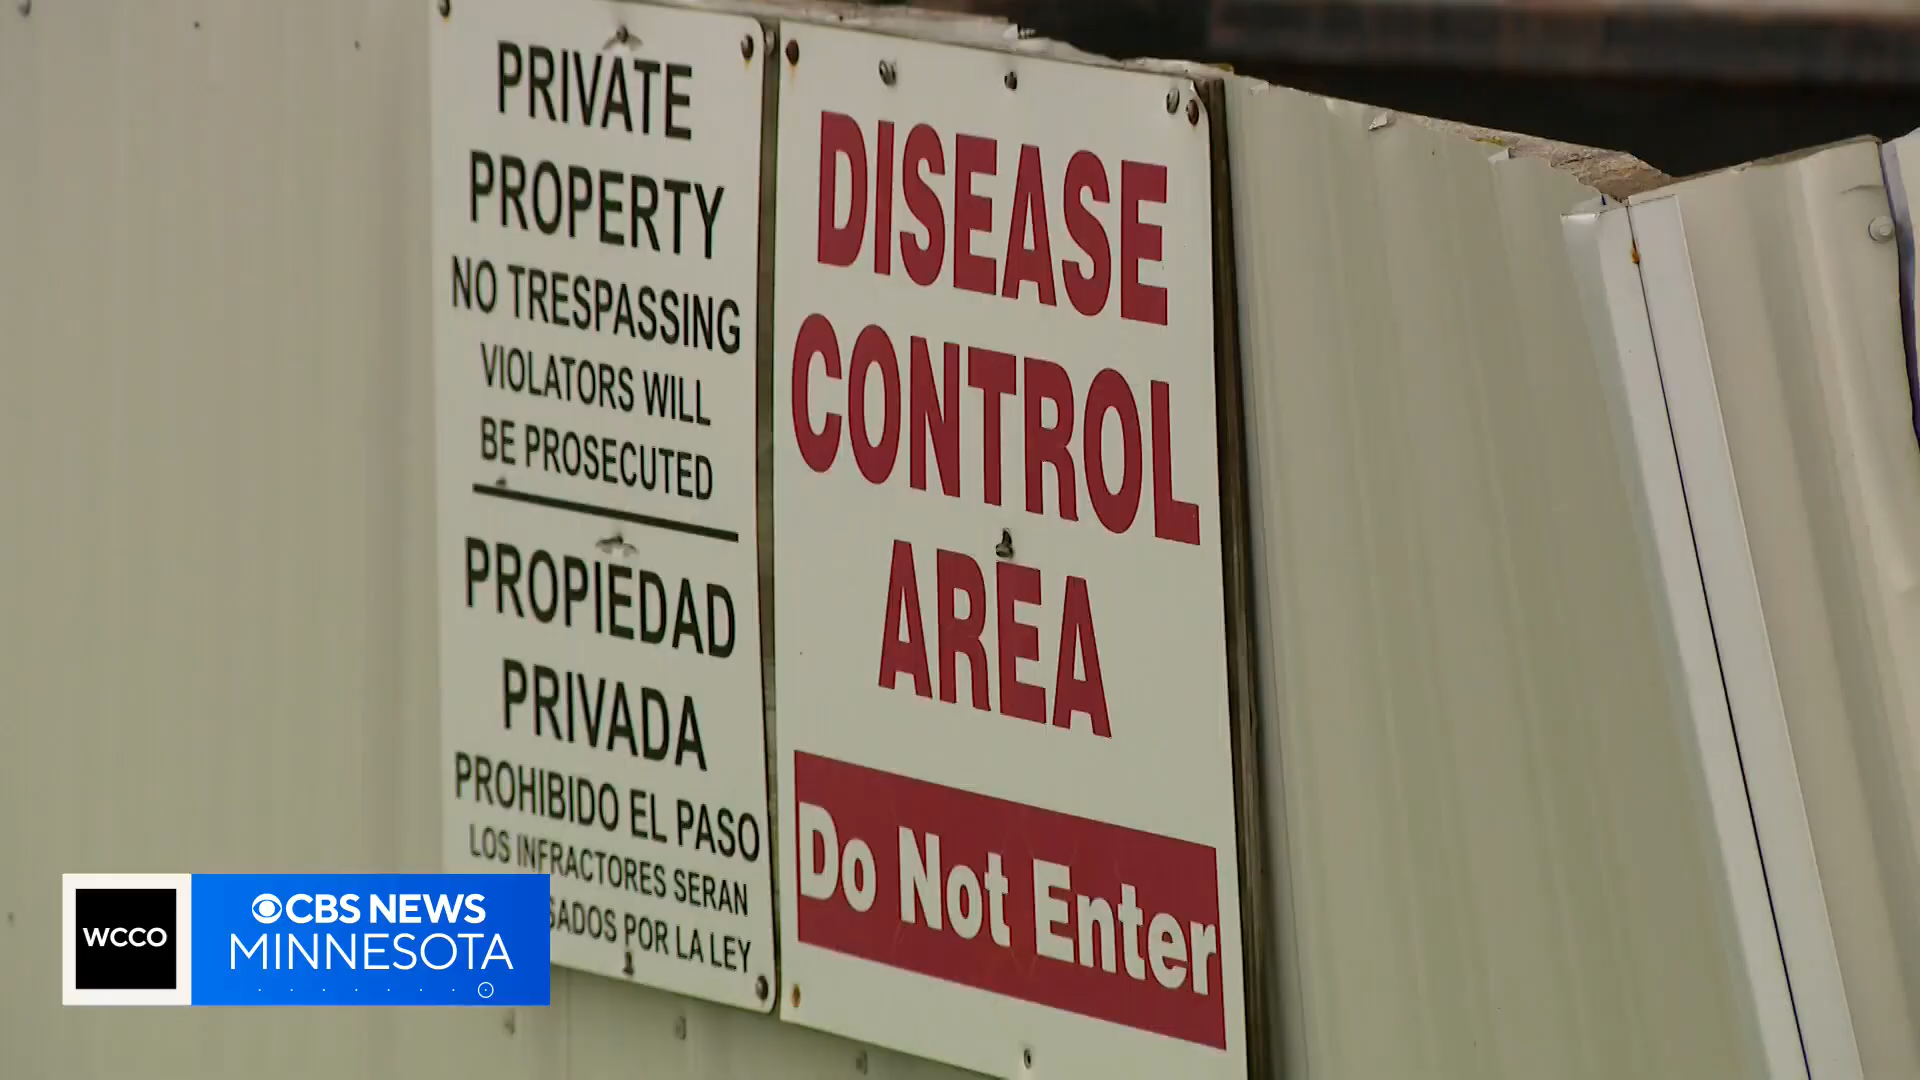 PRIVATE
PROPERTY
NO TRESPASSING
VIOLATORS WILL
BE PROSECUTED
PROPIEDAD
PRIVADA
PROHIBIDO EL PASO
LOS INFRACTORES SERAN
POR LA LEY
DISEASE
CONTROL
AREA
Do Not Enter
WCCO
CBS NEWS
MINNESOTA